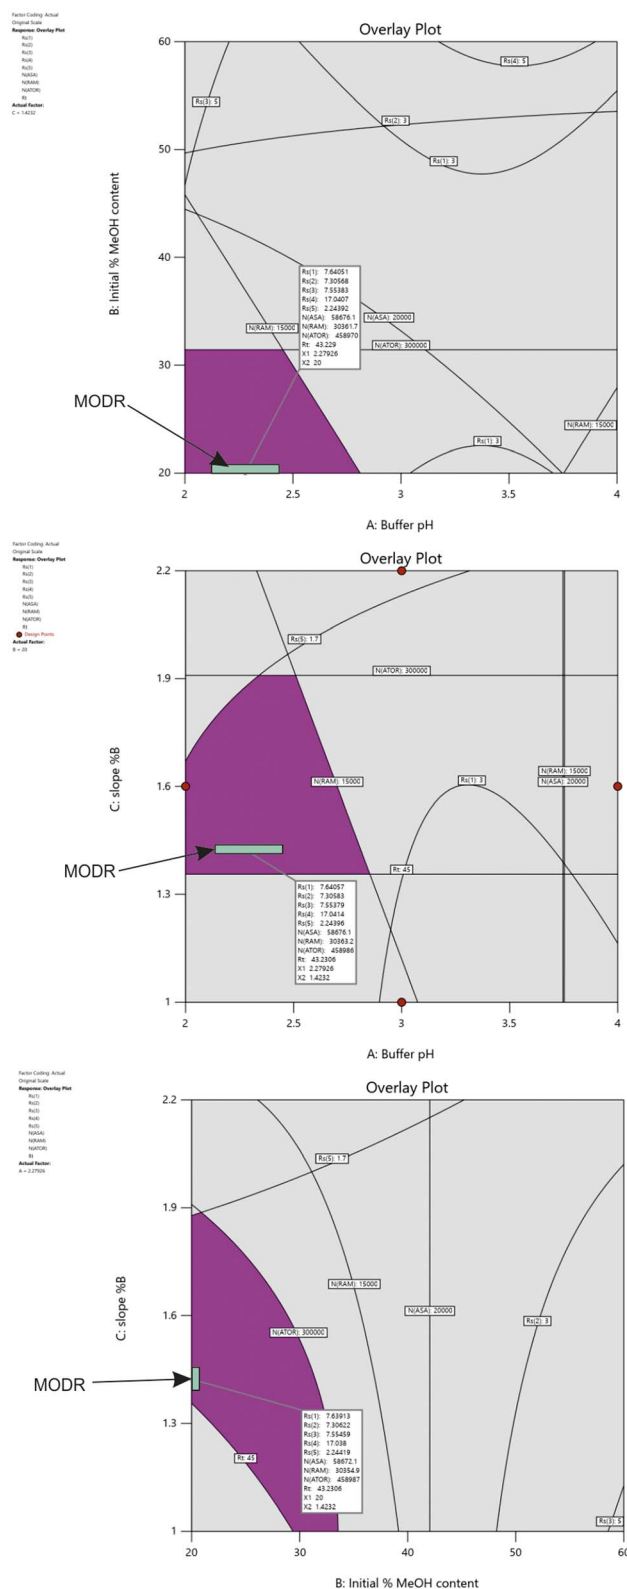 Factor Coding: Actual
Original Scale
Response: Overlay Plot
Rs(1)
Rs(2)
Rs(3)
Rs(4)
Rs(5)
N(ASA)
N(RAM)
N(ATOR)
Rt
Actual Factor:
C = 1.4232
Overlay Plot
B: Initial % MeOH content
60
50
40
30
20
Rs(4): 5
Rs(3): 5
Rs(2): 3
Rs(1): 3
Rs(1): 7.64051
Rs(2): 7.30568
Rs(3): 7.55383
Rs(4): 17.0407
Rs(5): 2.24392
N(ASA): 58676.1
N(RAM): 30361.7
N(ATOR): 458970
Rt: 43.229
X1 2.27926
X2 20
N(RAM): 15000
N(ASA): 20000
N(ATOR): 300000
MODR
N(RAM): 15000
Rs(1): 3
2
2.5
3
3.5
4
A: Buffer pH
Factor Coding: Actual
Original Scale
Response: Overlay Plot
Rs(1)
Rs(2)
Rs(3)
Rs(4)
Rs(5)
N(ASA)
N(RAM)
N(ATOR)
Design Points
Actual Factor:
B = 20
Overlay Plot
C: slope %B
2.2
1.9
1.6
1.3
1
Rs(5): 1.7
N(ATOR): 300000
N(RAM): 15000
Rs(1): 3
N(RAM): 15000
N(ASA): 20000
MODR
Rt: 45
Rs(1): 7.64057
Rs(2): 7.30583
Rs(3): 7.55379
Rs(4): 17.0414
Rs(5): 2.24396
N(ASA): 58676.1
N(RAM): 30363.2
N(ATOR): 458986
Rt: 43.2306
X1 2.27926
X2 1.4232
2
2.5
3
3.5
4
A: Buffer pH
Factor Coding: Actual
Original Scale
Response: Overlay Plot
Rs(1)
Rs(2)
Rs(3)
Rs(4)
Rs(5)
N(ASA)
N(RAM)
N(ATOR)
Actual Factor:
A = 2.27926
Overlay Plot
C: slope %B
2.2
1.9
1.6
1.3
1
Rs(5): 1.7
N(RAM): 15000
N(ASA): 20000
Rs(2): 3
N(ATOR): 300000
MODR
Rt: 45
Rs(1): 7.63913
Rs(2): 7.30622
Rs(3): 7.55459
Rs(4): 17.038
Rs(5): 2.24419
N(ASA): 58672.1
N(RAM): 30354.9
N(ATOR): 458987
Rt: 43.2306
X1 20
X2 1.4232
Rs(3): 5
20
30
40
50
60
B: Initial % MeOH content